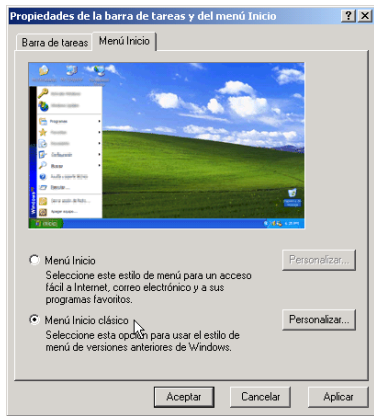 Propiedades de la barra de tareas y del menú Inicio
Barra de tareas
Menú Inicio
Menú Inicio
Personalizar...
Seleccione este estilo de menú para un acceso
fácil a Internet, correo electrónico y a sus
programas favoritos.
Menú Inicio clásico
Personalizar...
Seleccione esta opción para usar el estilo de
menú de versiones anteriores de Windows.
Aceptar
Cancelar
Aplicar